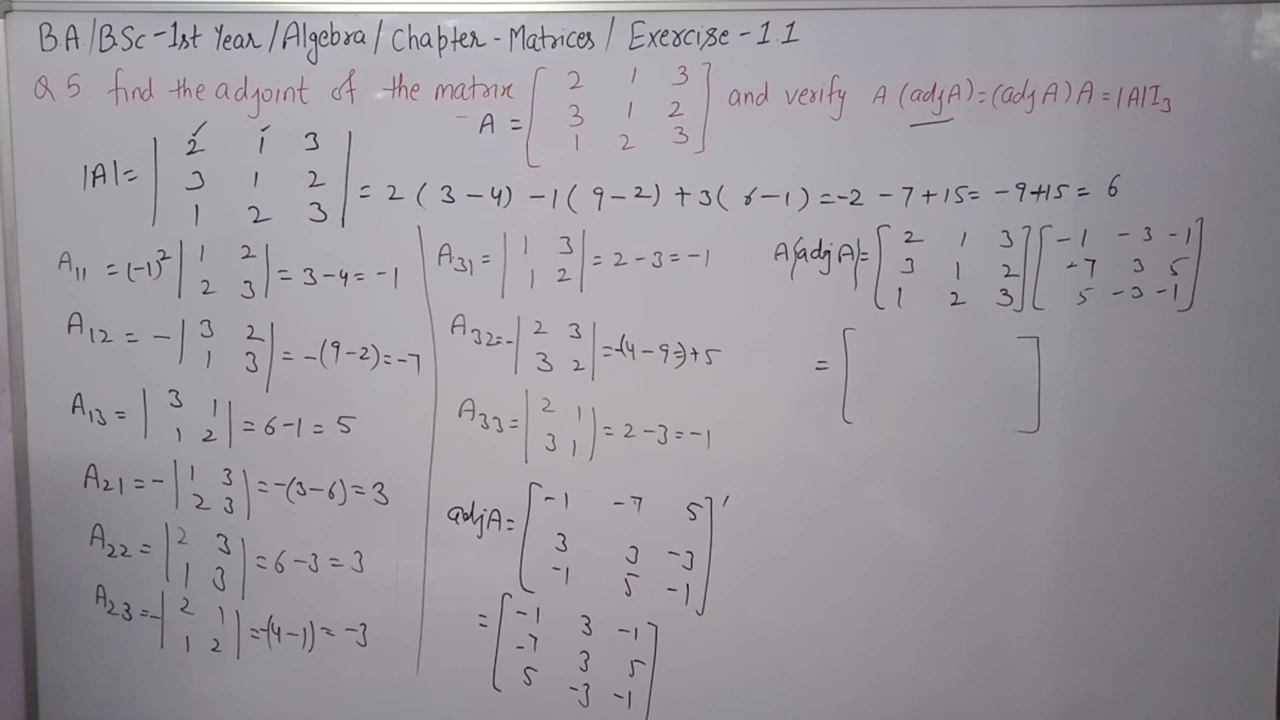 B.A/B.Sc-1st Year/Algebra/Chapter-Matrices/Exercise-1.1
Q5 find the adjoint of the matrix A = [2 1 3; 3 1 2; 1 2 3] and verify A(adjA)=(adjA)A=|A|I₃
|A|= |2 1 3; 3 1 2; 1 2 3| = 2(3-4)-1(9-2)+3(6-1)=-2-7+15=-9+15=6
A₁₁ = (-1)² |1 2; 2 3| = 3-4=-1
A₁₂ = -|3 2; 1 3| = -(9-2)=-7
A₁₃ = |3 1; 1 2| = 6-1=5
A₂₁ = -|1 3; 2 3| = -(3-6)=3
A₂₂ = |2 3; 1 3| = 6-3=3
A₂₃ = -|2 1; 1 2| = -(4-1)=-3
A₃₁ = |1 3; 1 2| = 2-3=-1
A₃₂ = -|2 3; 3 2| = -(4-9)=+5
A₃₃ = |2 1; 3 1| = 2-3=-1
adjA = [-1 -7 5; 3 3 -3; -1 5 -1]′
= [-1 3 -1; -7 3 5; 5 -3 -1]
A(adjA)= [2 1 3; 3 1 2; 1 2 3] [-1 -3 -1; -7 3 5; 5 -3 -1]
= [ ]